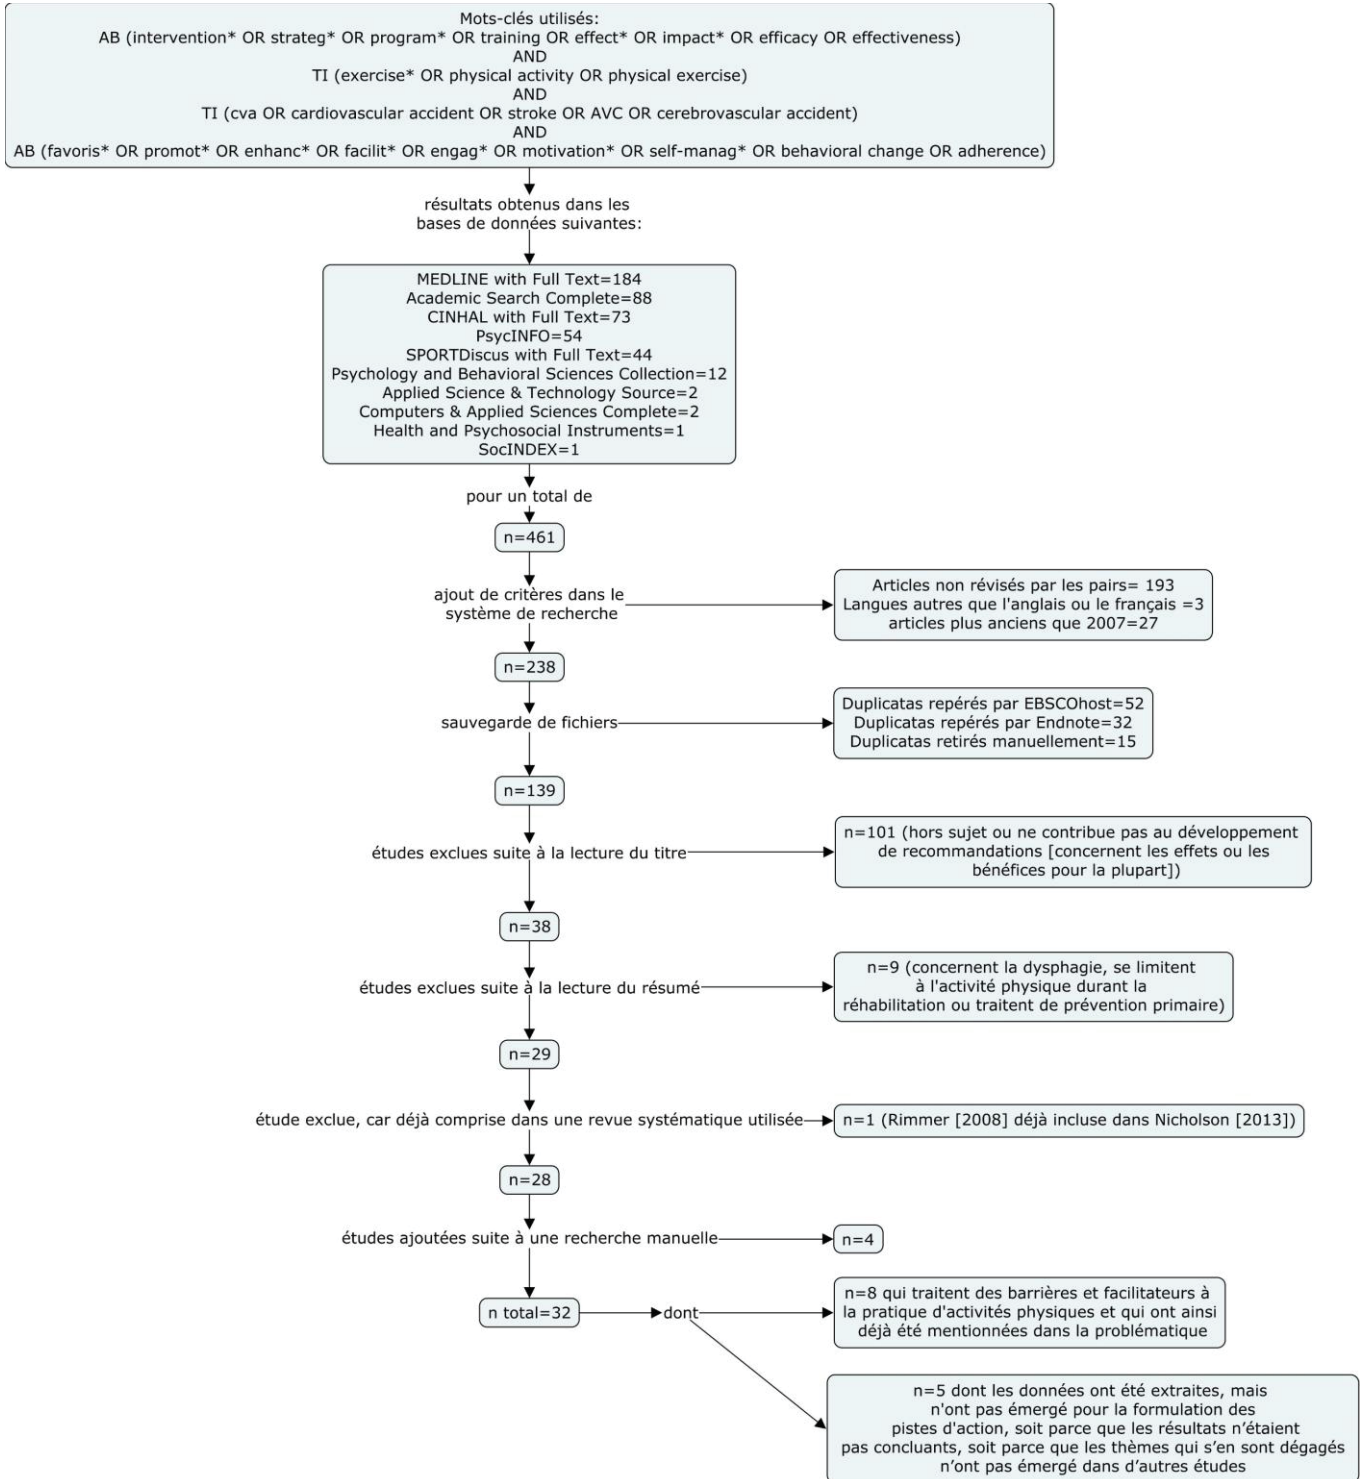 Mots-clés utilisés:
AB (intervention* OR strateg* OR program* OR training OR effect* OR impact* OR efficacy OR effectiveness)
AND
TI (exercise* OR physical activity OR physical exercise)
AND
TI (cva OR cardiovascular accident OR stroke OR AVC OR cerebrovascular accident)
AND
AB (favoris* OR promot* OR enhanc* OR facilit* OR engag* OR motivation* OR self-manag* OR behavioral change OR adherence)
résultats obtenus dans les
bases de données suivantes:
MEDLINE with Full Text=184
Academic Search Complete=88
CINHAL with Full Text=73
PsycINFO=54
SPORTDiscus with Full Text=44
Psychology and Behavioral Sciences Collection=12
Applied Science & Technology Source=2
Computers & Applied Sciences Complete=2
Health and Psychosocial Instruments=1
SocINDEX=1
pour un total de
n=461
ajout de critères dans le
système de recherche
Articles non révisés par les pairs= 193
Langues autres que l'anglais ou le français =3
articles plus anciens que 2007=27
n=238
sauvegarde de fichiers
Duplicatas repérés par EBSCOhost=52
Duplicatas repérés par Endnote=32
Duplicatas retirés manuellement=15
n=139
études exclues suite à la lecture du titre
n=101 (hors sujet ou ne contribue pas au développement
de recommandations [concernent les effets ou les
bénéfices pour la plupart])
n=38
études exclues suite à la lecture du résumé
n=9 (concernent la dysphagie, se limitent
à l'activité physique durant la
réhabilitation ou traitent de prévention primaire)
n=29
étude exclue, car déjà comprise dans une revue systématique utilisée
n=1 (Rimmer [2008] déjà incluse dans Nicholson [2013])
n=28
études ajoutées suite à une recherche manuelle
n=4
n total=32
dont
n=8 qui traitent des barrières et facilitateurs à
la pratique d'activités physiques et qui ont ainsi
déjà été mentionnées dans la problématique
n=5 dont les données ont été extraites, mais
n'ont pas émergé pour la formulation des
pistes d'action, soit parce que les résultats n'étaient
pas concluants, soit parce que les thèmes qui s'en sont dégagés
n'ont pas émergé dans d'autres études